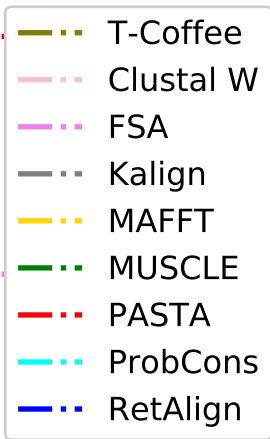 T-Coffee
Clustal W
FSA
Kalign
MAFFT
MUSCLE
PASTA
ProbCons
RetAlign